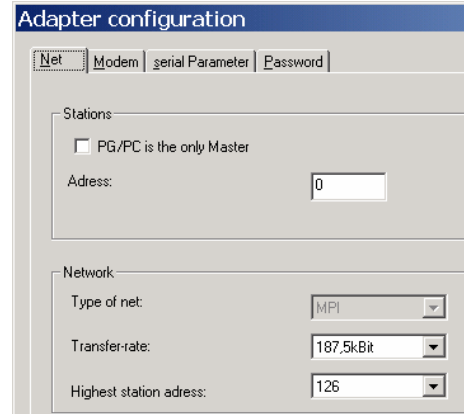 Adapter configuration
Net Modem serial Parameter Password
Stations
PG/PC is the only Master
Adress: 0
Network
Type of net: MPI
Transfer-rate: 187,5kBit
Highest station adress: 126